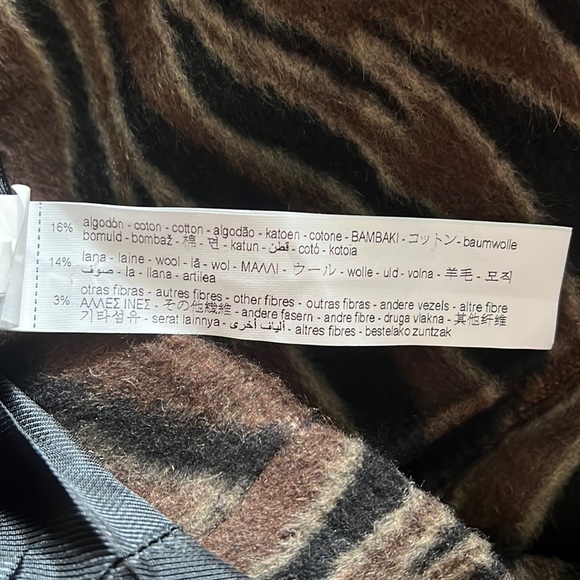 16% algodón - coton - cotton - algodão - katoen - cotone - BAMBAKI - コットン - baumwolle
bomuld - bombaž - 棉 - 면 - katun - قطن - cotó - kotoia
14% lana - laine - wool - lã - wol - ΜΑΛΛΙ - ウール - wolle - uld - volna - 羊毛 - 모직
صوف - la - llana - artilea
3% otras fibras - autres fibres - other fibres - outras fibras - andere vezels - altre fibre
ΑΛΛΕΣ ΙΝΕΣ - その他繊維 - andere fasern - andre fibre - druga vlakna - 其他纤维
기타섬유 - serat lainnya - ألياف أخرى - altres fibres - bestelako zuntzak